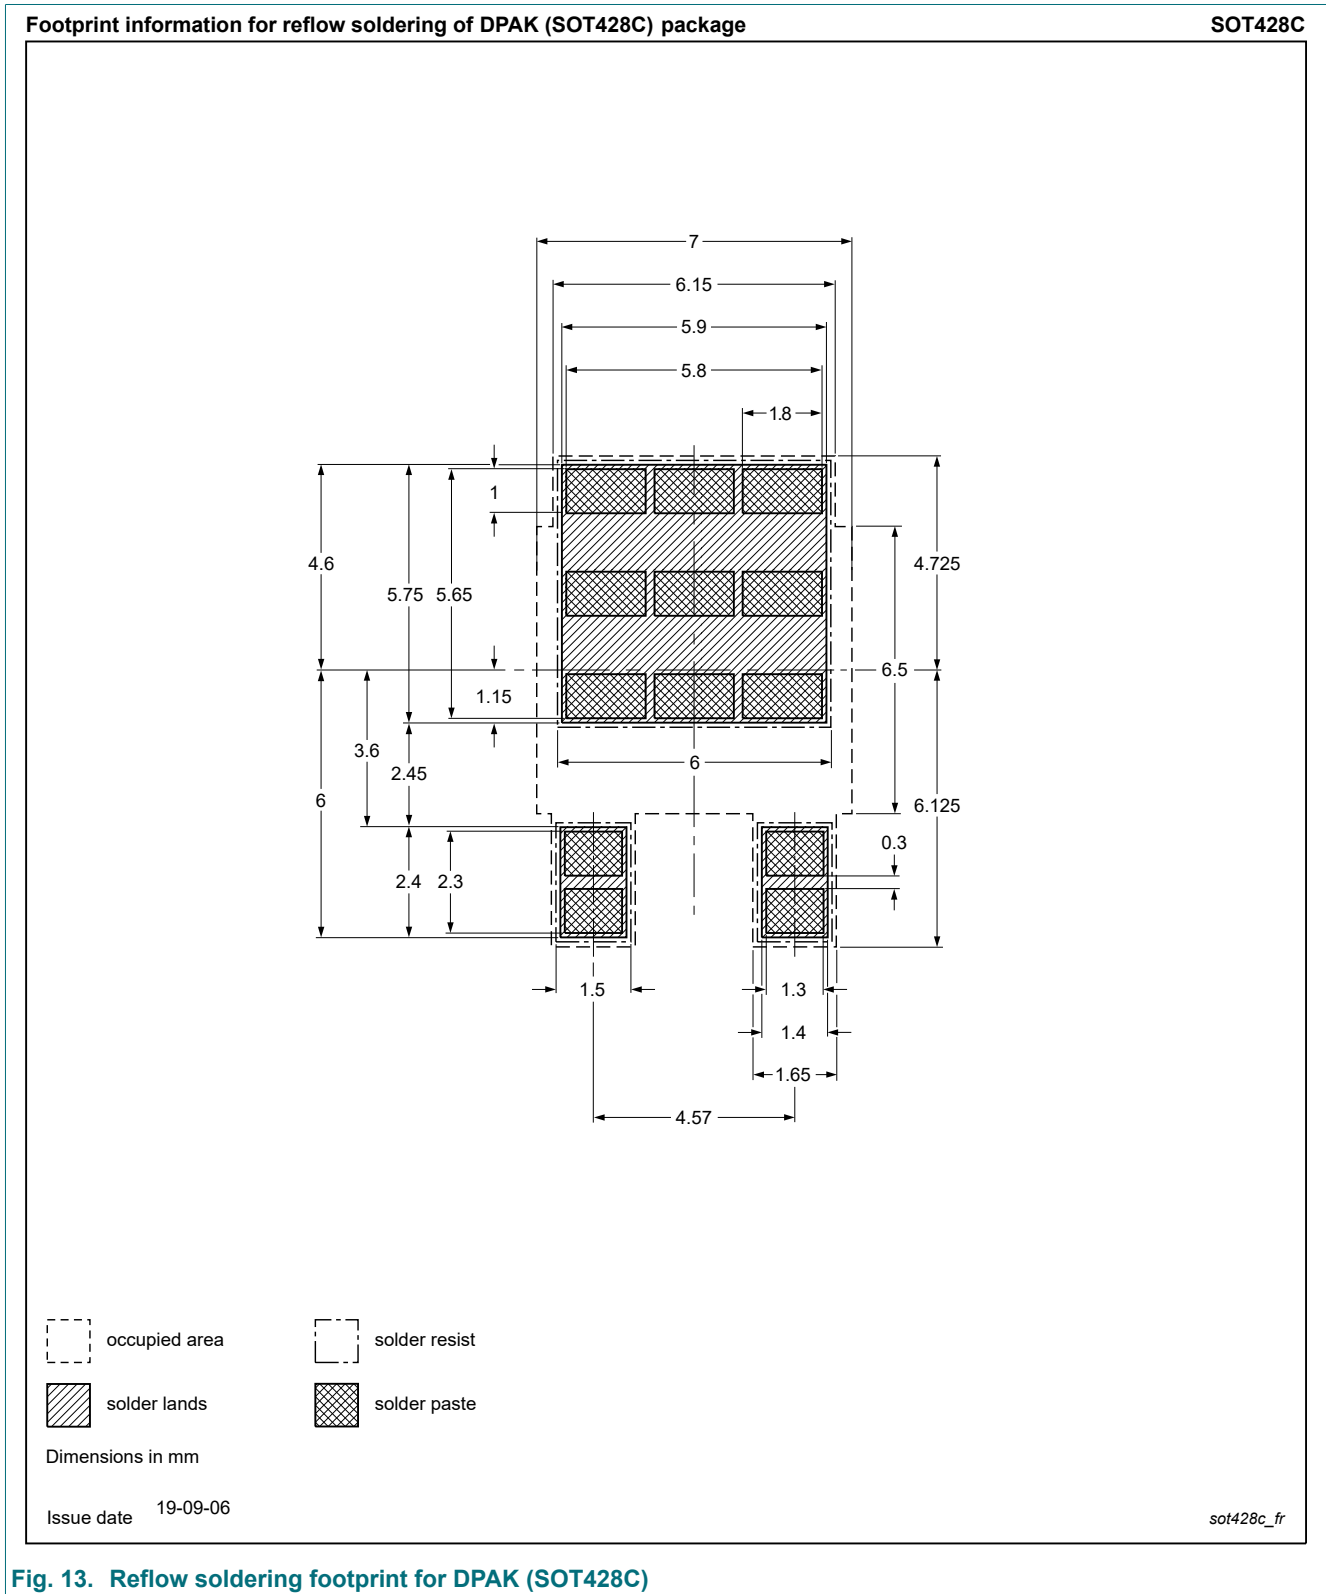 Footprint information for reflow soldering of DPAK (SOT428C) package SOT428C
7
6.15
5.9
5.8
1.8
1
4.6
4.725
5.75 5.65
6.5
1.15
3.6
6
2.45
6
6.125
0.3
2.4 2.3
1.5
1.3
1.4
1.65
4.57
occupied area
solder resist
solder lands
solder paste
Dimensions in mm
Issue date 19-09-06
sot428c_fr
Fig. 13. Reflow soldering footprint for DPAK (SOT428C)